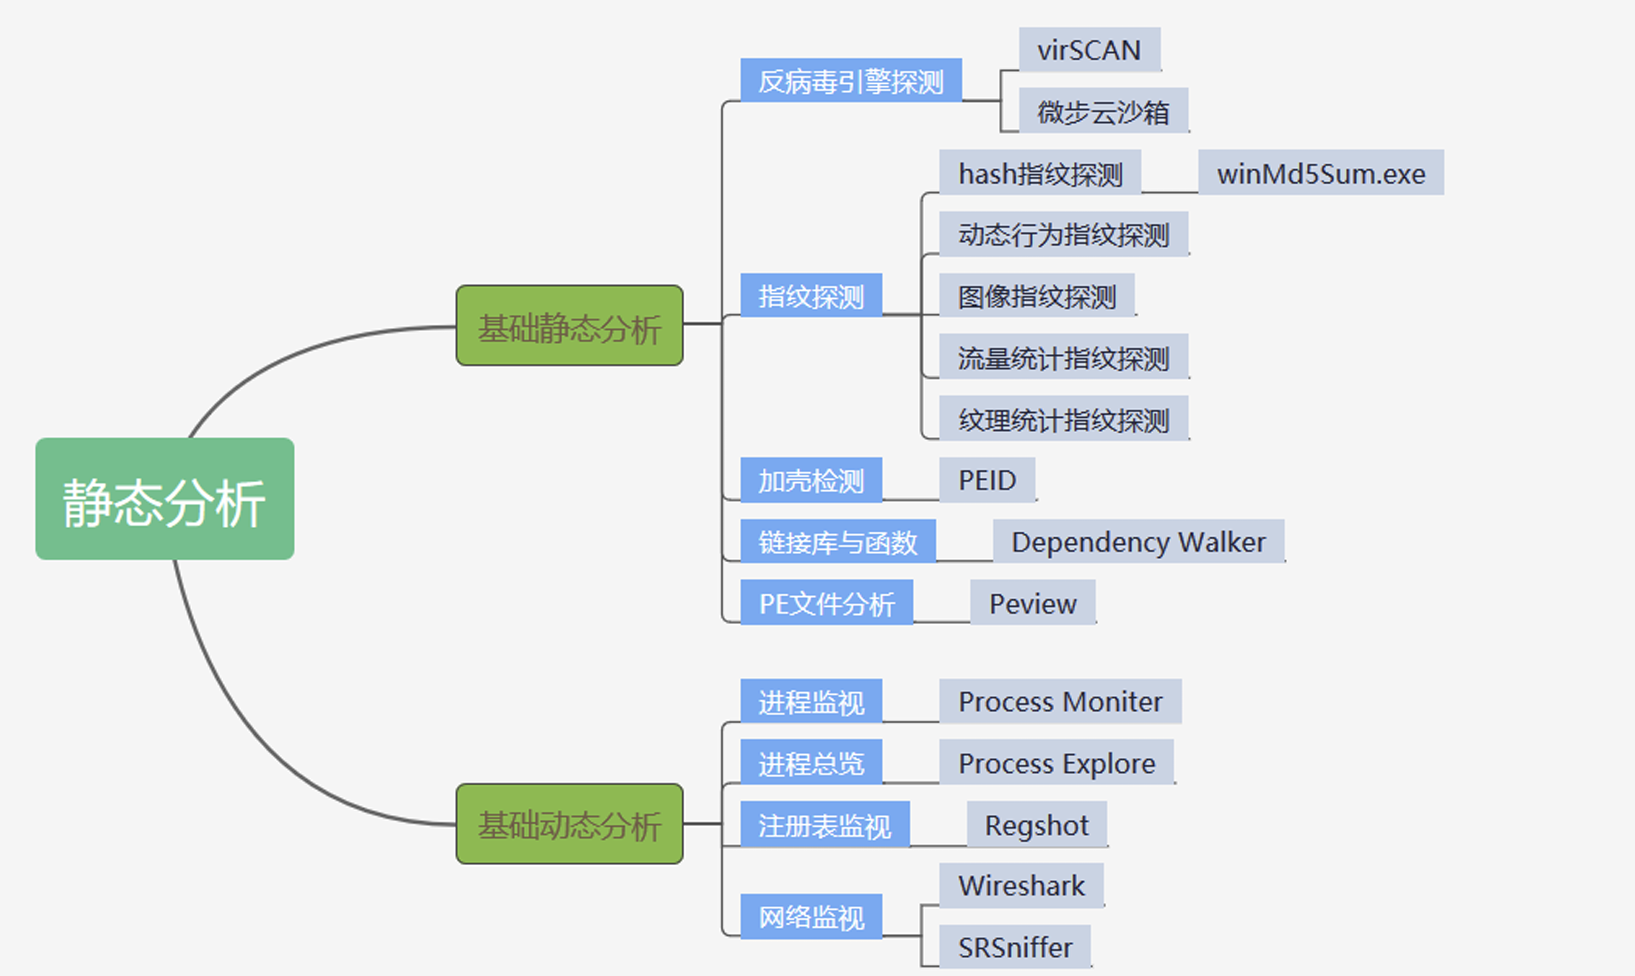 静态分析
基础静态分析
反病毒引擎探测
virSCAN
微步云沙箱
指纹探测
hash指纹探测
winMd5Sum.exe
动态行为指纹探测
图像指纹探测
流量统计指纹探测
纹理统计指纹探测
加壳检测
PEID
链接库与函数
Dependency Walker
PE文件分析
Peview
基础动态分析
进程监视
Process Moniter
进程总览
Process Explore
注册表监视
Regshot
网络监视
Wireshark
SRSniffer